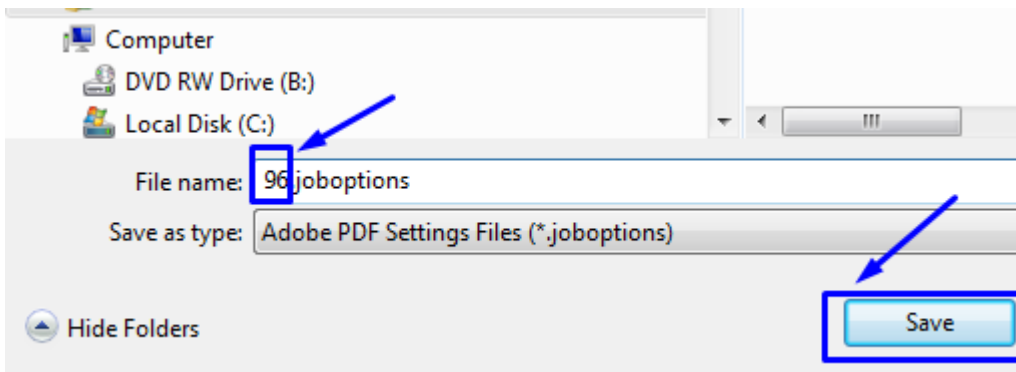 Computer
DVD RW Drive (B:)
Local Disk (C:)
File name: 96.joboptions
Save as type: Adobe PDF Settings Files (*.joboptions)
Hide Folders
Save